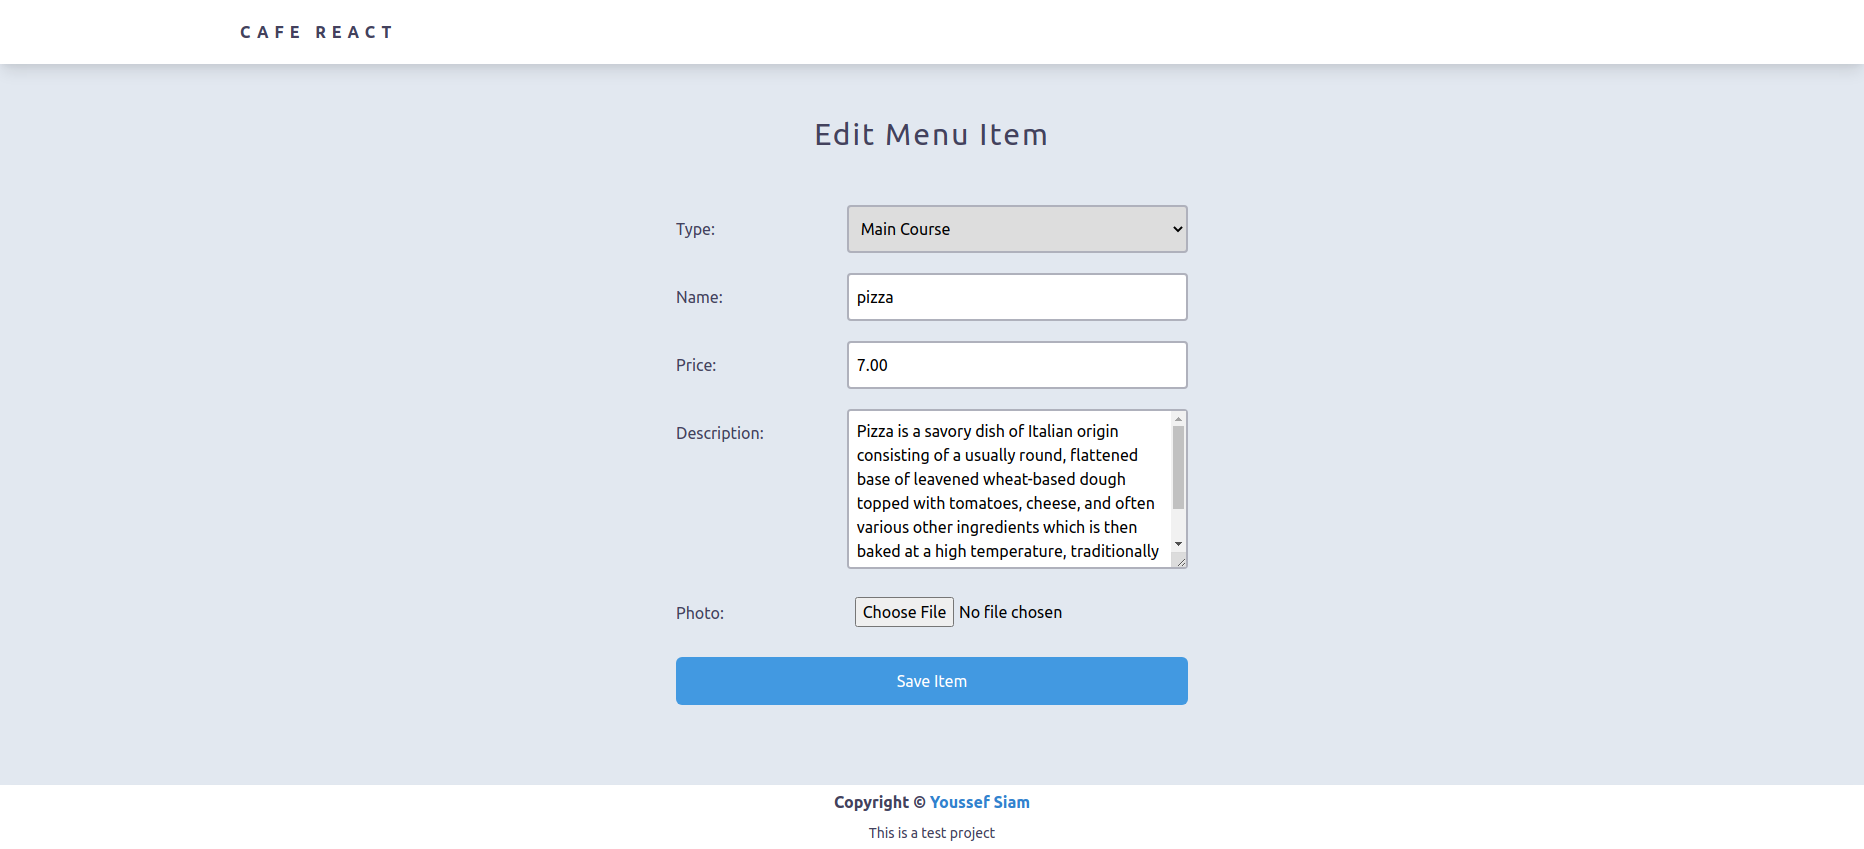 CAFE REACT
Edit Menu Item
Type:
Main Course
Name:
pizza
Price:
7.00
Description:
Pizza is a savory dish of Italian origin
consisting of a usually round, flattened
base of leavened wheat-based dough
topped with tomatoes, cheese, and often
various other ingredients which is then
baked at a high temperature, traditionally
Photo:
Choose File No file chosen
Save Item
Copyright © Youssef Siam
This is a test project